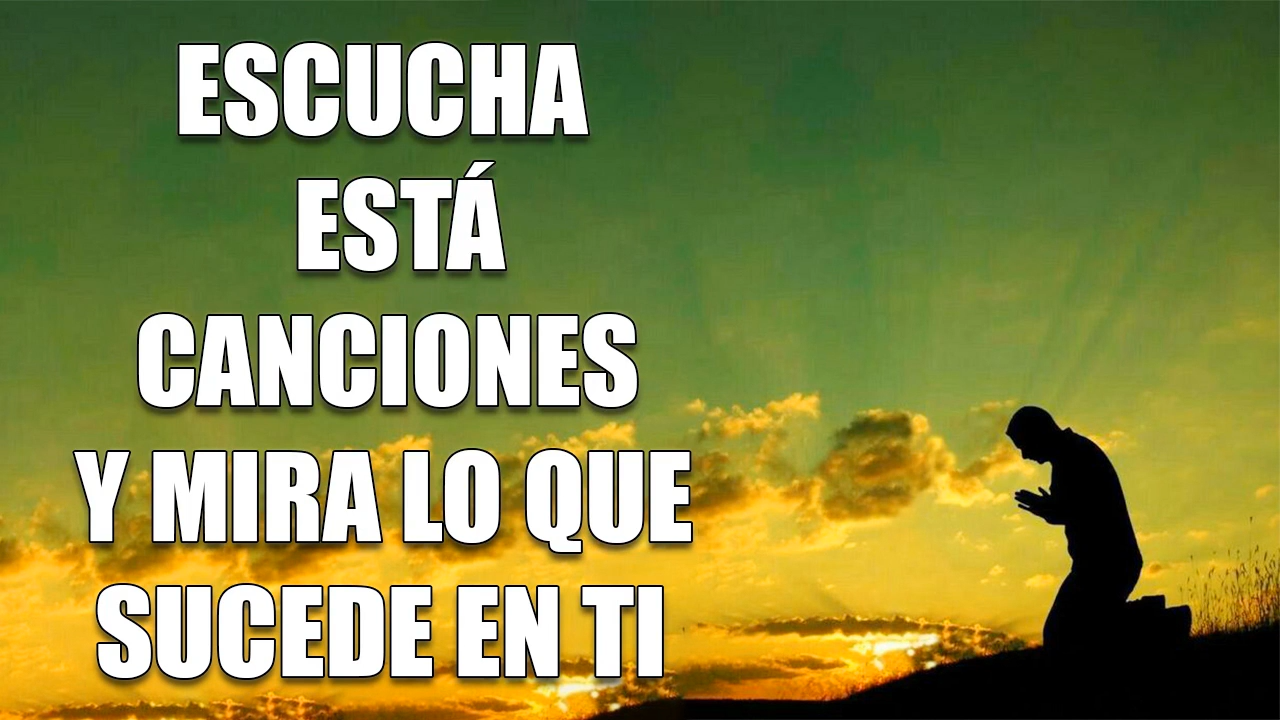 ESCUCHA
ESTÁ
CANCIONES
Y MIRA LO QUE
SUCEDE EN TI